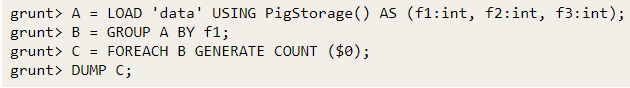 grunt> A = LOAD 'data' USING PigStorage() AS (f1:int, f2:int, f3:int);
grunt> B = GROUP A BY f1;
grunt> C = FOREACH B GENERATE COUNT ($0);
grunt> DUMP C;